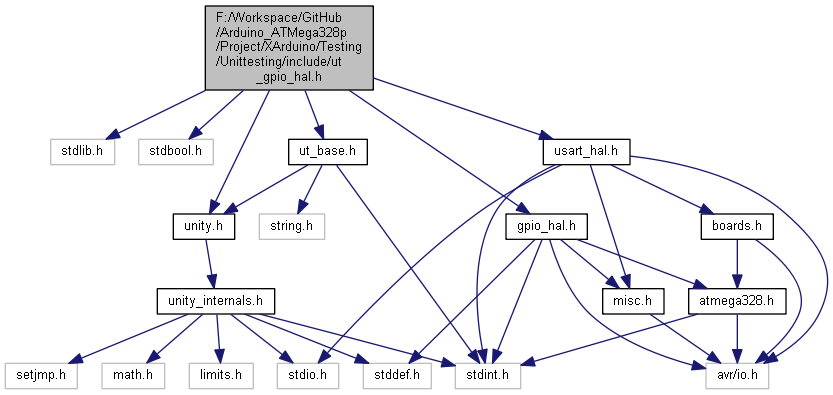 F:/Workspace/GitHub
/Arduino_ATMega328p
/Project/XArduino/Testing
/Unittesting/include/ut
_gpio_hal.h
stdlib.h
stdbool.h
ut_base.h
usart_hal.h
unity.h
string.h
gpio_hal.h
boards.h
unity_internals.h
misc.h
atmega328.h
setjmp.h
math.h
limits.h
stdio.h
stddef.h
stdint.h
avr/io.h